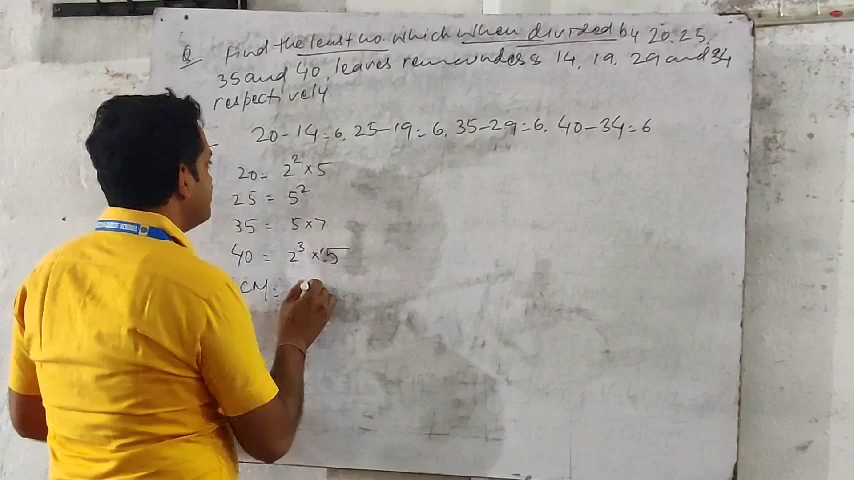 Q Find the least no. which when divided by 20, 25,
35 and 40, leaves remainders 14, 19, 29 and 34
respectively
20-14=6, 25-19=6, 35-29=6, 40-34=6
20= 2² × 5
25 = 5²
35 = 5×7
40 = 2³ × 5
CM =